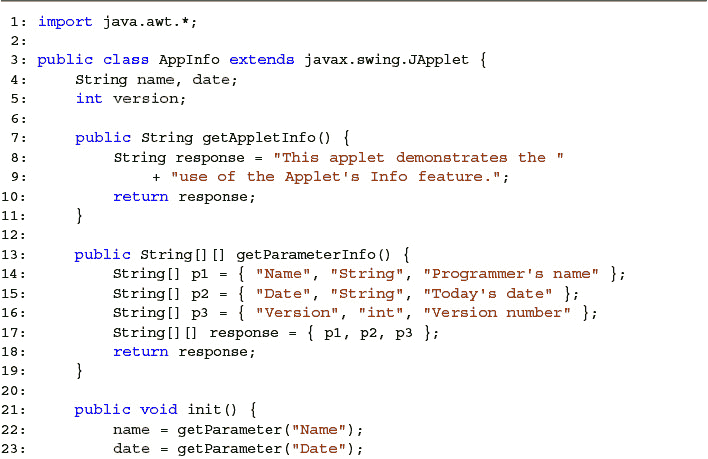 1: import java.awt.*;
2:
3: public class AppInfo extends javax.swing.JApplet {
4:     String name, date;
5:     int version;
6:
7:     public String getAppletInfo() {
8:         String response = "This applet demonstrates the "
9:             + "use of the Applet's Info feature.";
10:         return response;
11:     }
12:
13:     public String[][] getParameterInfo() {
14:         String[] p1 = { "Name", "String", "Programmer's name" };
15:         String[] p2 = { "Date", "String", "Today's date" };
16:         String[] p3 = { "Version", "int", "Version number" };
17:         String[][] response = { p1, p2, p3 };
18:         return response;
19:     }
20:
21:     public void init() {
22:         name = getParameter("Name");
23:         date = getParameter("Date");